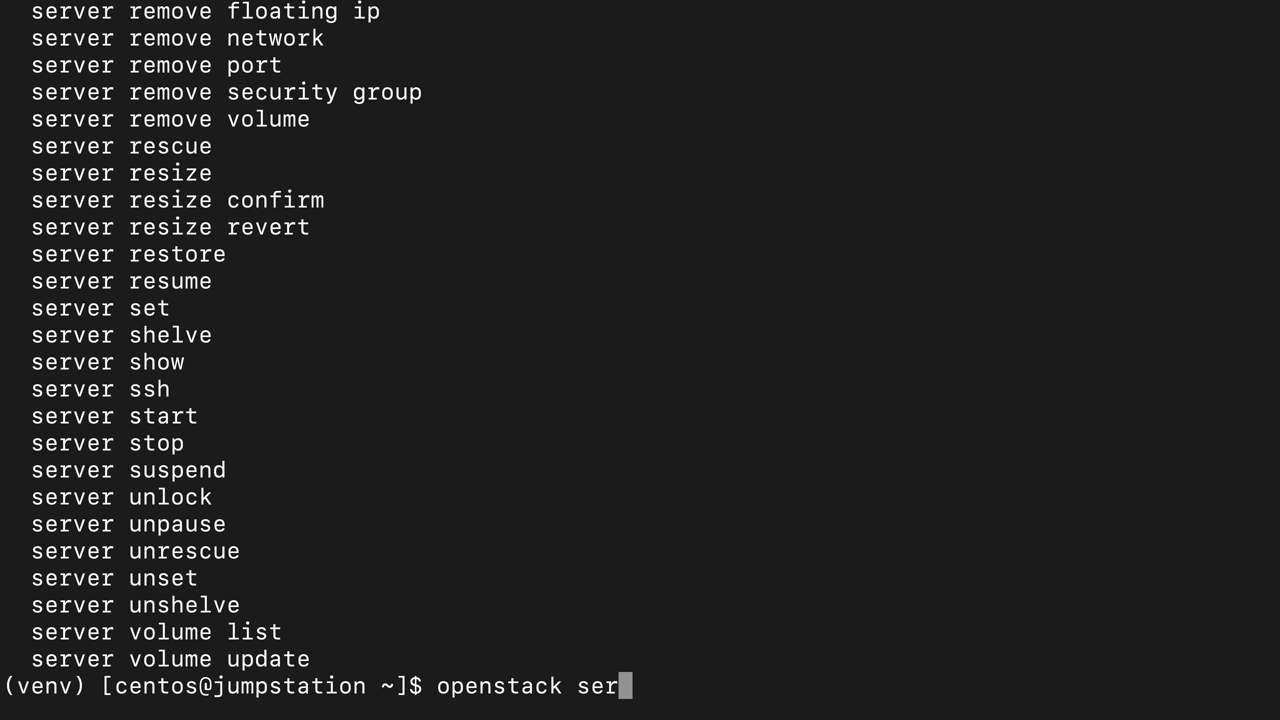 server remove floating ip
server remove network
server remove port
server remove security group
server remove volume
server rescue
server resize
server resize confirm
server resize revert
server restore
server resume
server set
server shelve
server show
server ssh
server start
server stop
server suspend
server unlock
server unpause
server unrescue
server unset
server unshelve
server volume list
server volume update
(venv) [centos@jumpstation ~]$ openstack ser